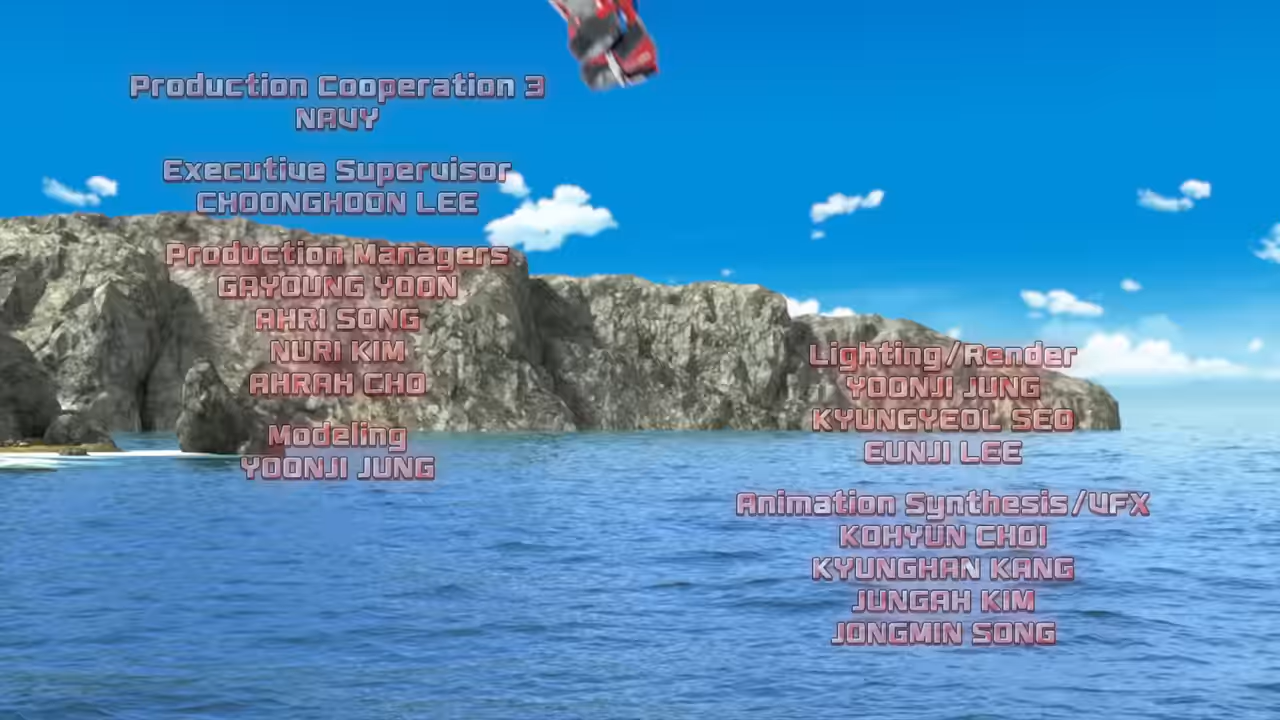 Production Cooperation 3
NAVY
Executive Supervisor
CHOONGHOON LEE
Production Managers
GAYOUNG YOON
AHRI SONG
NURI KIM
AHRAH CHO
Modeling
YOONJI JUNG
Lighting/Render
YOONJI JUNG
KYUNGYEOL SEO
EUNJI LEE
Animation Synthesis/VFX
KOHYUN CHOI
KYUNGHAN KANG
JUNGAH KIM
JONGMIN SONG